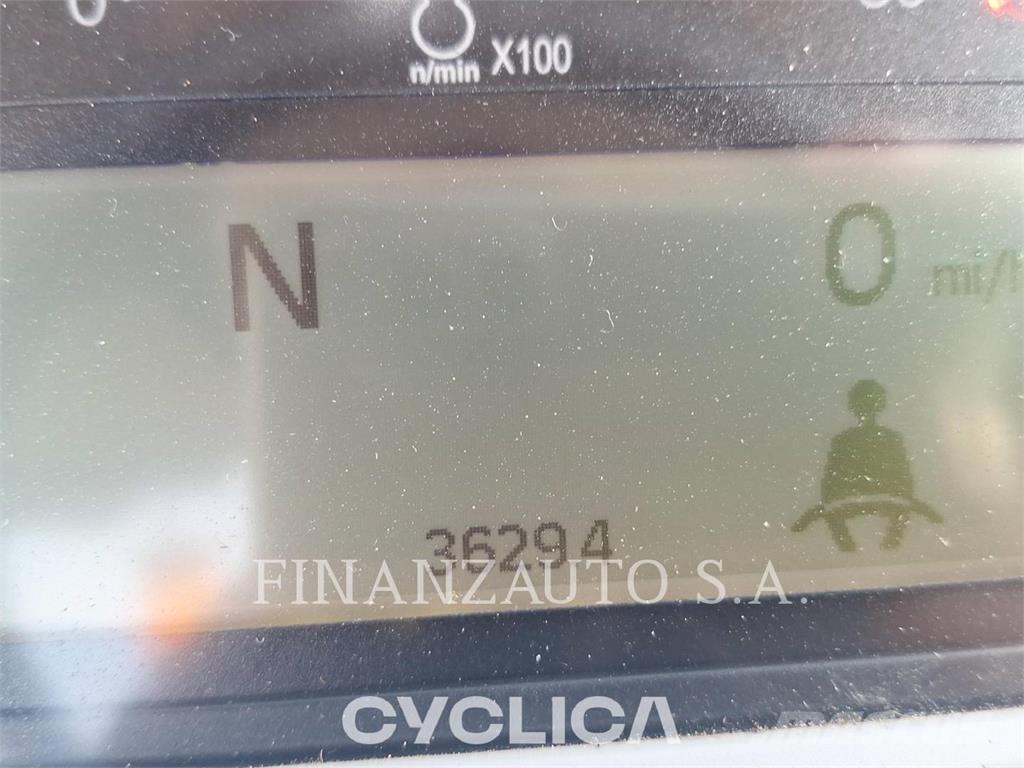 n/min X100
N 0 mi/h
36294
FINANZAUTO S.A.
CYCLICA